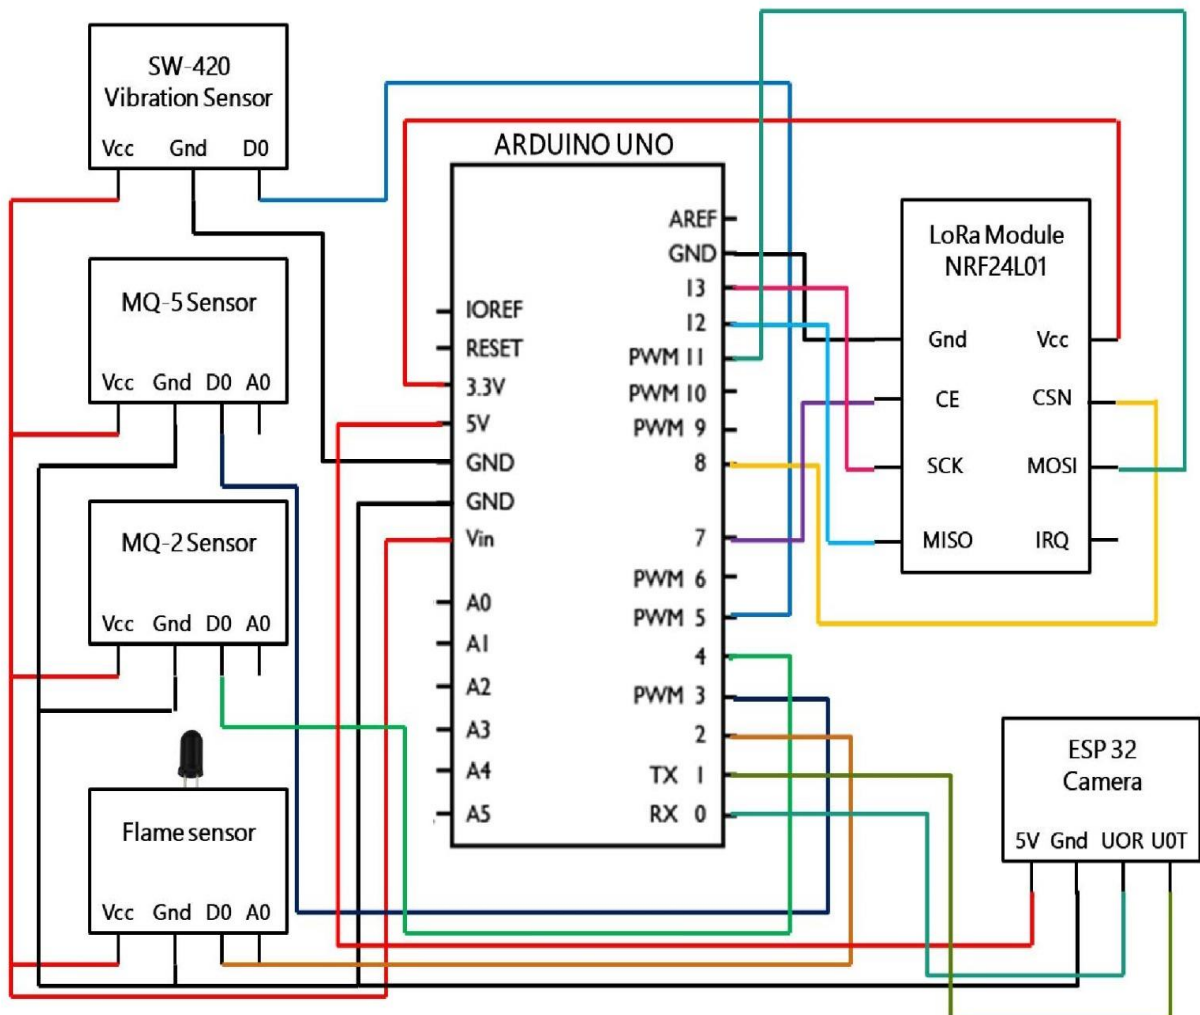 SW-420
Vibration Sensor
Vcc Gnd D0
MQ-5 Sensor
Vcc Gnd D0 A0
MQ-2 Sensor
Vcc Gnd D0 A0
Flame sensor
Vcc Gnd D0 A0
ARDUINO UNO
IOREF
RESET
3.3V
5V
GND
GND
Vin
A0
A1
A2
A3
A4
A5
AREF
GND
13
12
PWM 11
PWM 10
PWM 9
8
7
PWM 6
PWM 5
4
PWM 3
2
TX 1
RX 0
LoRa Module
NRF24L01
Gnd Vcc
CE CSN
SCK MOSI
MISO IRQ
ESP 32
Camera
5V Gnd UOR U0T